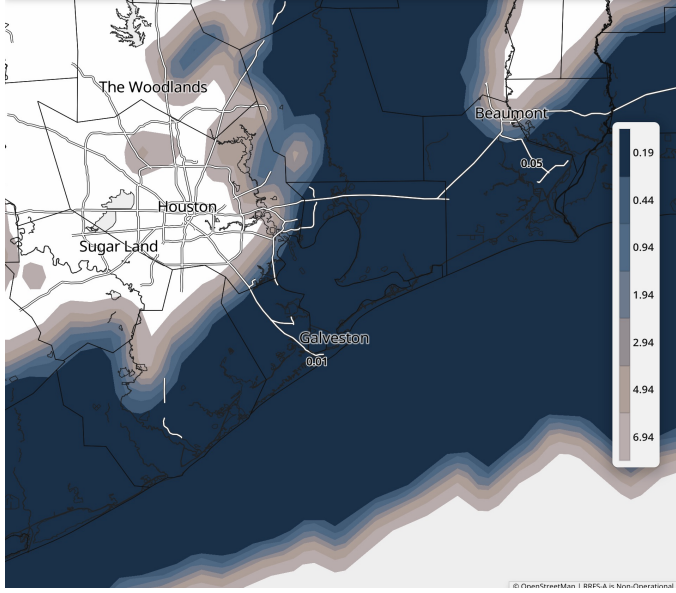 The Woodlands
Beaumont
0.05
Houston
Sugar Land
Galveston
0.01
0.19
0.44
0.94
1.94
2.94
4.94
6.94
© OpenStreetMap | RRFS-A is Non-Operational